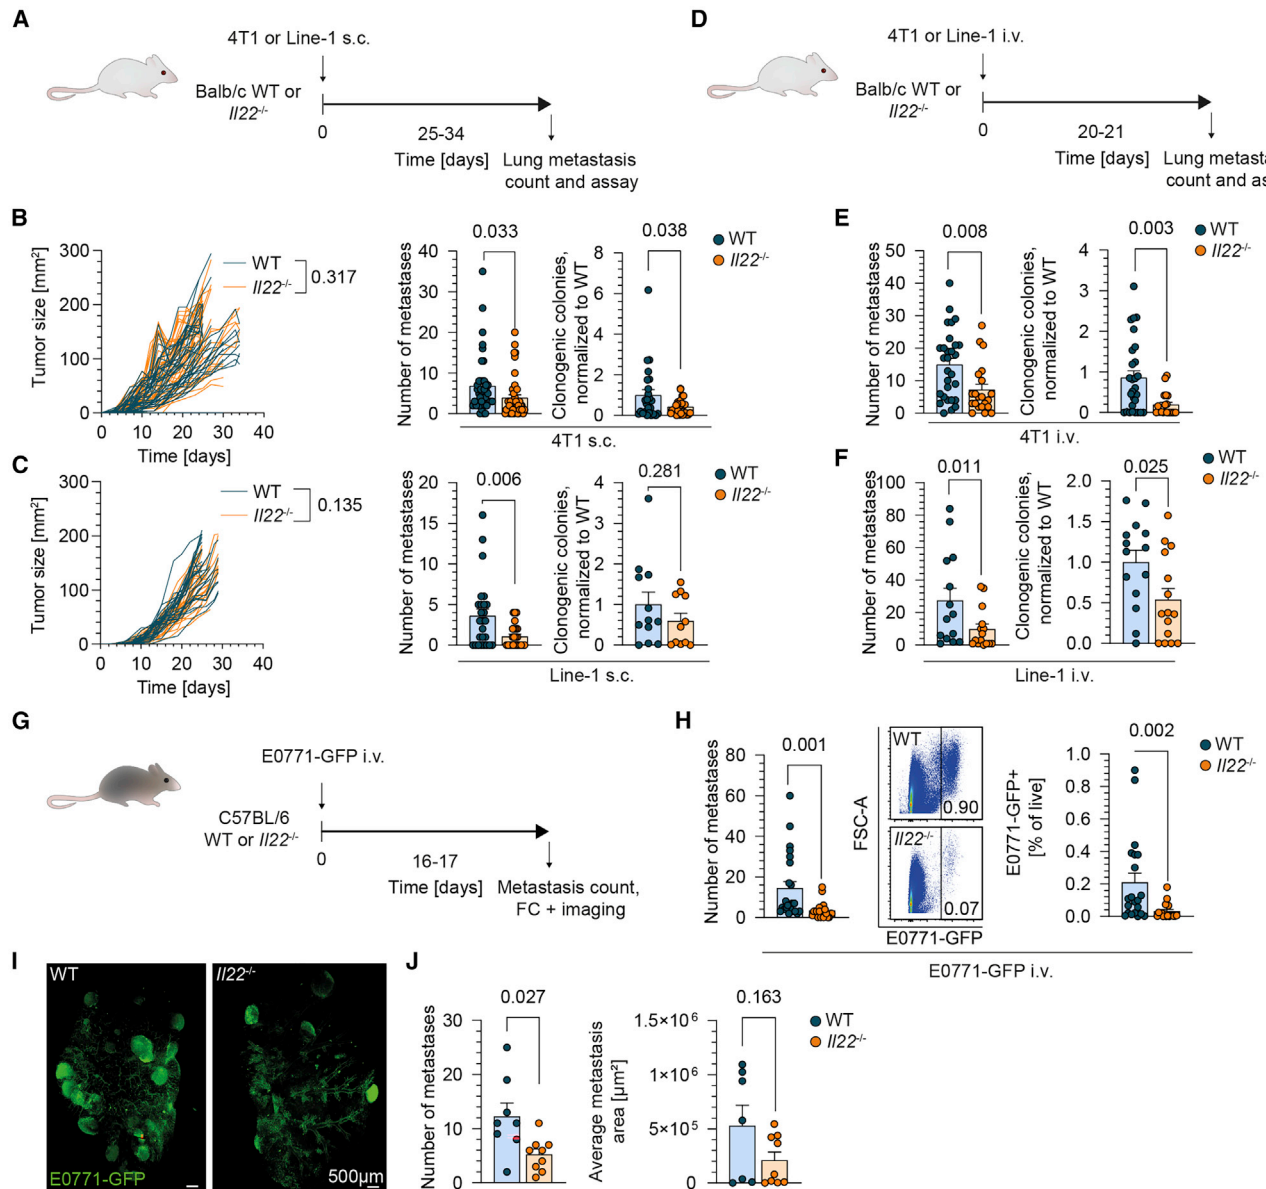 A
4T1 or Line-1 s.c.
Balb/c WT or
Il22-/-
0
25-34
Time [days]
Lung metastasis
count and assay
D
4T1 or Line-1 i.v.
Balb/c WT or
Il22-/-
0
20-21
Time [days]
Lung metasta
count and as
B
Tumor size [mm²]
300
200
100
0
0 10 20 30 40
Time [days]
WT
Il22-/-
0.317
Number of metastases
40
30
20
10
0
0.033
Clonogenic colonies,
normalized to WT
8
6
4
2
0
0.038
WT
Il22-/-
4T1 s.c.
E
Number of metastases
50
40
30
20
10
0
0.008
Clonogenic colonies,
normalized to WT
4
3
2
1
0
0.003
WT
Il22-/-
4T1 i.v.
C
Tumor size [mm²]
300
200
100
0
0 10 20 30 40
Time [days]
WT
Il22-/-
0.135
Number of metastases
20
15
10
5
0
0.006
Clonogenic colonies,
normalized to WT
4
3
2
1
0
0.281
WT
Il22-/-
Line-1 s.c.
F
Number of metastases
100
80
60
40
20
0
0.011
Clonogenic colonies,
normalized to WT
2.0
1.5
1.0
0.5
0.0
0.025
WT
Il22-/-
Line-1 i.v.
G
E0771-GFP i.v.
C57BL/6
WT or Il22-/-
0
16-17
Time [days]
Metastasis count,
FC + imaging
H
Number of metastases
80
60
40
20
0
0.001
FSC-A
WT
0.90
Il22-/-
0.07
E0771-GFP
E0771-GFP+
[% of live]
1.0
0.8
0.6
0.4
0.2
0.0
0.002
WT
Il22-/-
E0771-GFP i.v.
I
WT
E0771-GFP
Il22-/-
500µm
J
Number of metastases
30
20
10
0
0.027
Average metastasis
area [µm²]
1.5×10⁶
1×10⁶
5×10⁵
0
0.163
WT
Il22-/-